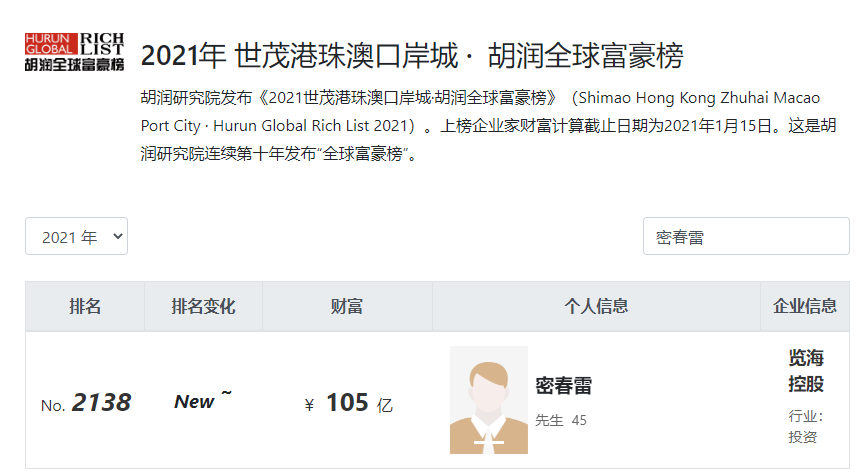 HURUN RICH
GLOBAL LIST
胡润全球富豪榜
2021年 世茂港珠澳口岸城 · 胡润全球富豪榜
胡润研究院发布《2021世茂港珠澳口岸城·胡润全球富豪榜》（Shimao Hong Kong Zhuhai Macao
Port City · Hurun Global Rich List 2021）。上榜企业家财富计算截止日期为2021年1月15日。这是胡
润研究院连续第十年发布“全球富豪榜”。
2021 年
密春雷
排名 排名变化 财富 个人信息 企业信息
No. 2138 New ~ ¥ 105 亿
密春雷
先生 45
览海
控股
行业：
投资